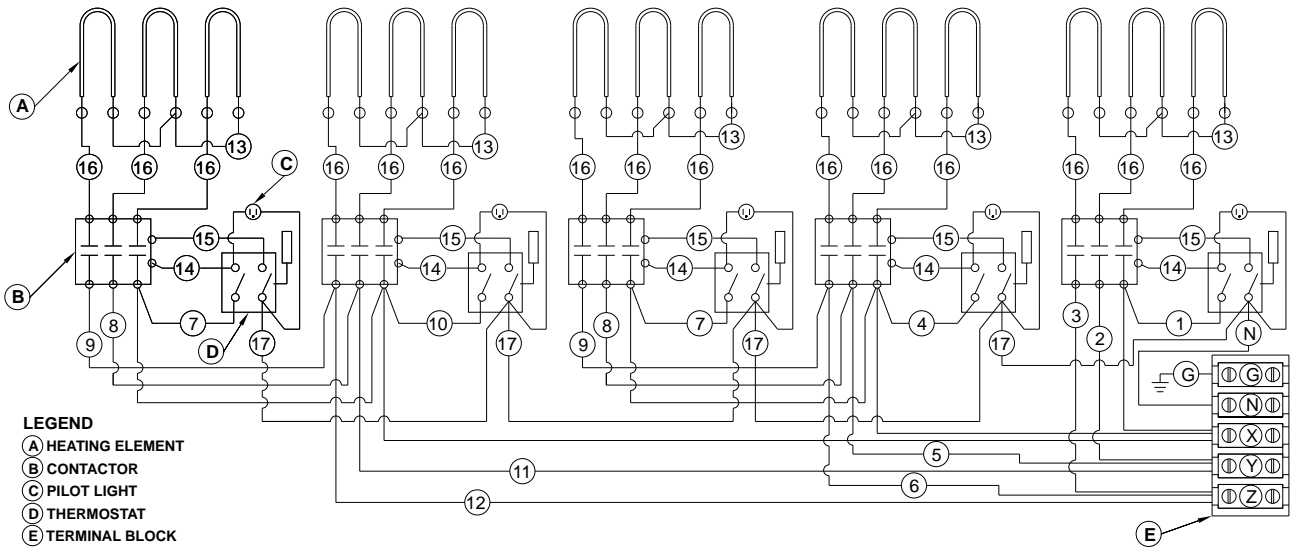 A
13 13 13 13 13
16 16 16 16 16 16 16 16 16 16 16 16 16 16 16
C
15 15 15 15 15
14 14 14 14 14
B
7 10 7 4 3 1
8 8 2 N
9 D 17 17 9 17 17
G G
N
X
5
11 Y
6
12 Z
E
LEGEND
A HEATING ELEMENT
B CONTACTOR
C PILOT LIGHT
D THERMOSTAT
E TERMINAL BLOCK